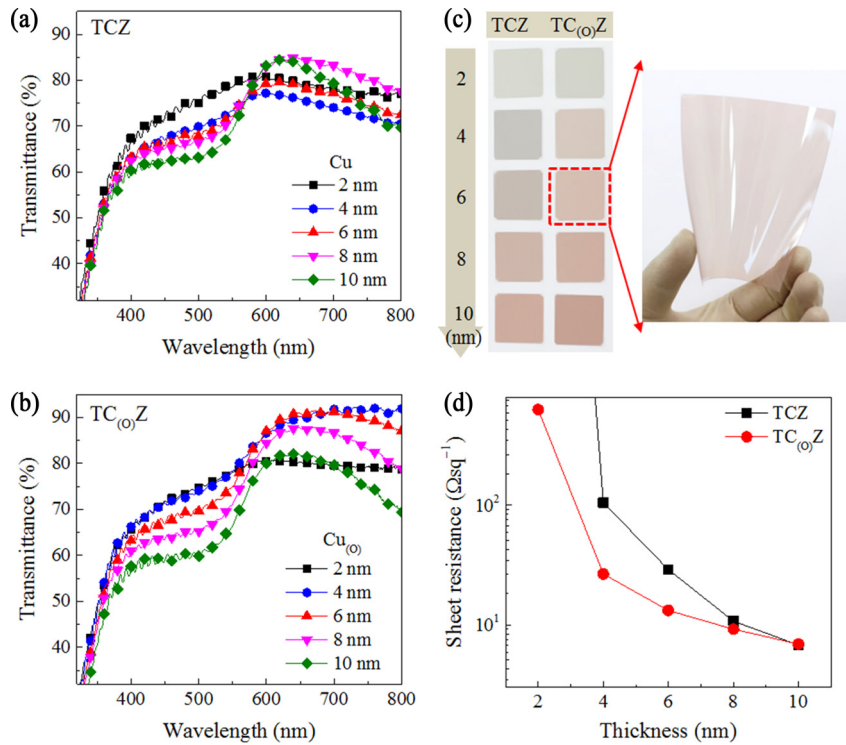 (a)
TCZ
Transmittance (%)
90
80
70
60
50
40
Cu
2 nm
4 nm
6 nm
8 nm
10 nm
400 500 600 700 800
Wavelength (nm)
(b)
TC(O)Z
Transmittance (%)
90
80
70
60
50
40
Cu(O)
2 nm
4 nm
6 nm
8 nm
10 nm
400 500 600 700 800
Wavelength (nm)
(c)
TCZ TC(O)Z
2
4
6
8
10
(nm)
(d)
TCZ
TC(O)Z
Sheet resistance (Ωsq⁻¹)
10²
10¹
2 4 6 8 10
Thickness (nm)